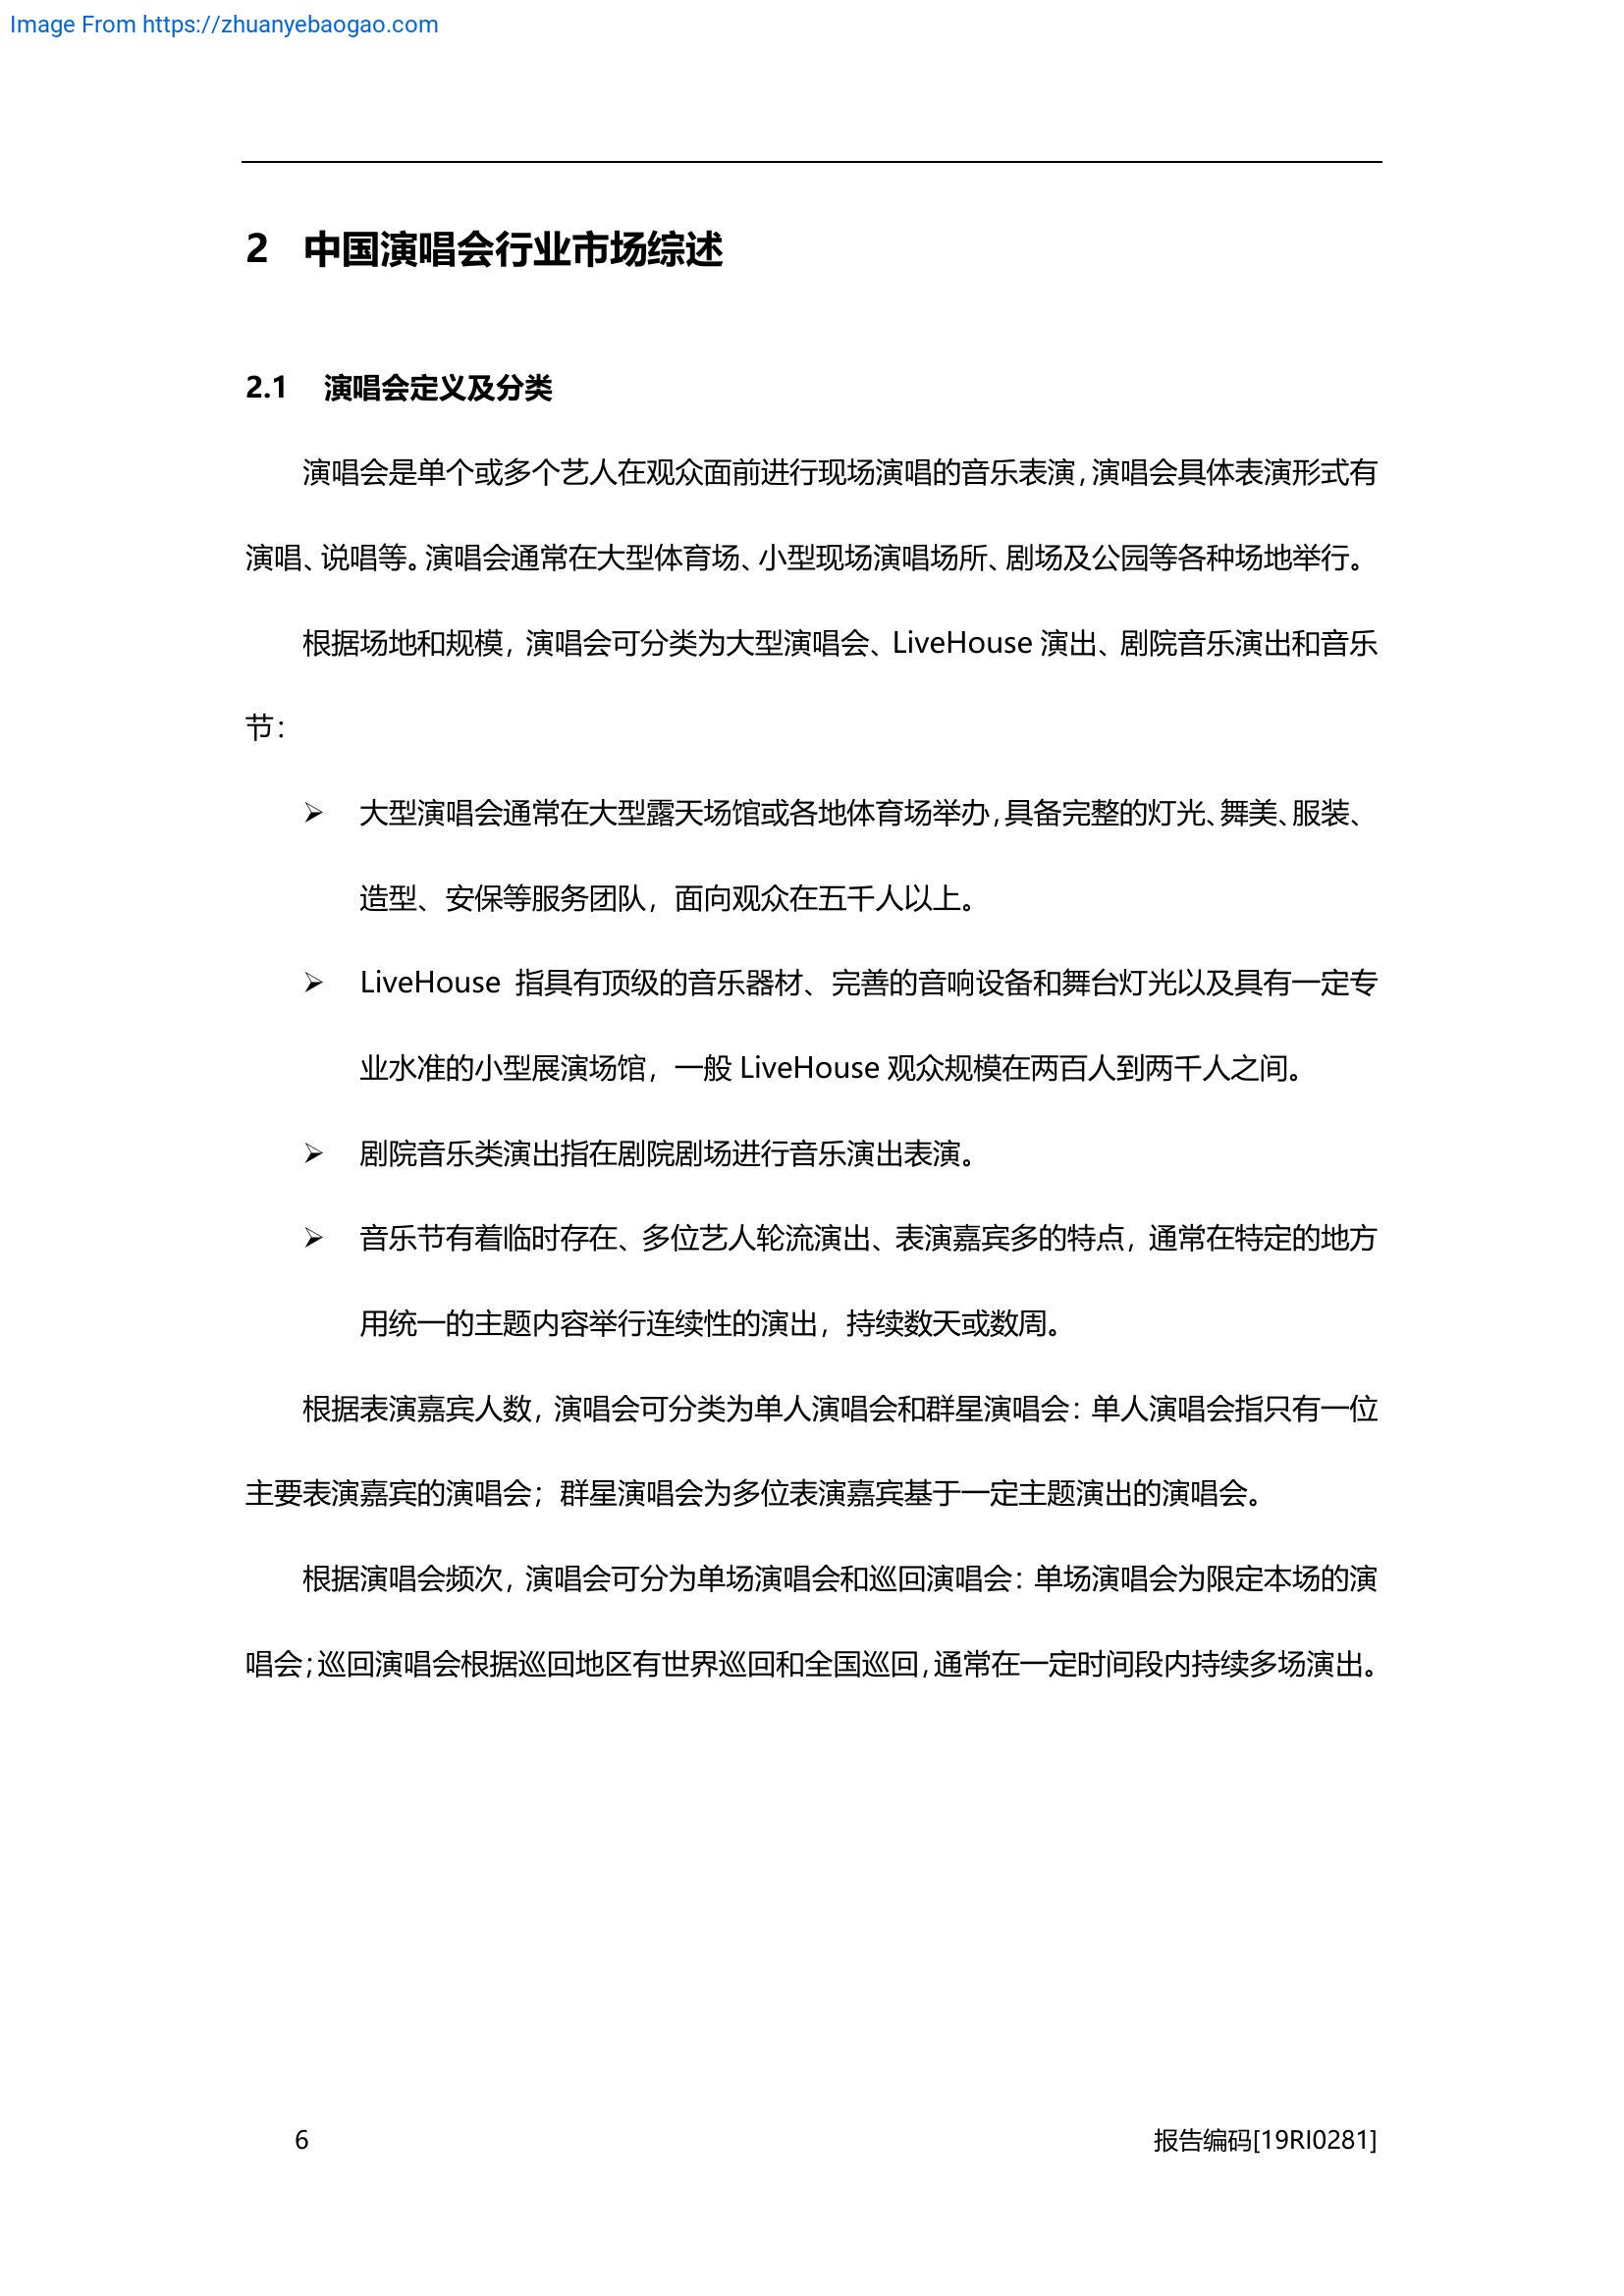 Image From https://zhuanyebaogao.com
2 中国演唱会行业市场综述
2.1 演唱会定义及分类
演唱会是单个或多个艺人在观众面前进行现场演唱的音乐表演，演唱会具体表演形式有
演唱、说唱等。演唱会通常在大型体育场、小型现场演唱场所、剧场及公园等各种场地举行。
根据场地和规模，演唱会可分类为大型演唱会、LiveHouse 演出、剧院音乐演出和音乐
节：
➢ 大型演唱会通常在大型露天场馆或各地体育场举办，具备完整的灯光、舞美、服装、
造型、安保等服务团队，面向观众在五千人以上。
➢ LiveHouse 指具有顶级的音乐器材、完善的音响设备和舞台灯光以及具有一定专
业水准的小型展演场馆，一般 LiveHouse 观众规模在两百人到两千人之间。
➢ 剧院音乐类演出指在剧院剧场进行音乐演出表演。
➢ 音乐节有着临时存在、多位艺人轮流演出、表演嘉宾多的特点，通常在特定的地方
用统一的主题内容举行连续性的演出，持续数天或数周。
根据表演嘉宾人数，演唱会可分类为单人演唱会和群星演唱会：单人演唱会指只有一位
主要表演嘉宾的演唱会；群星演唱会为多位表演嘉宾基于一定主题演出的演唱会。
根据演唱会频次，演唱会可分为单场演唱会和巡回演唱会：单场演唱会为限定本场的演
唱会；巡回演唱会根据巡回地区有世界巡回和全国巡回，通常在一定时间段内持续多场演出。
6 报告编码[19RI0281]